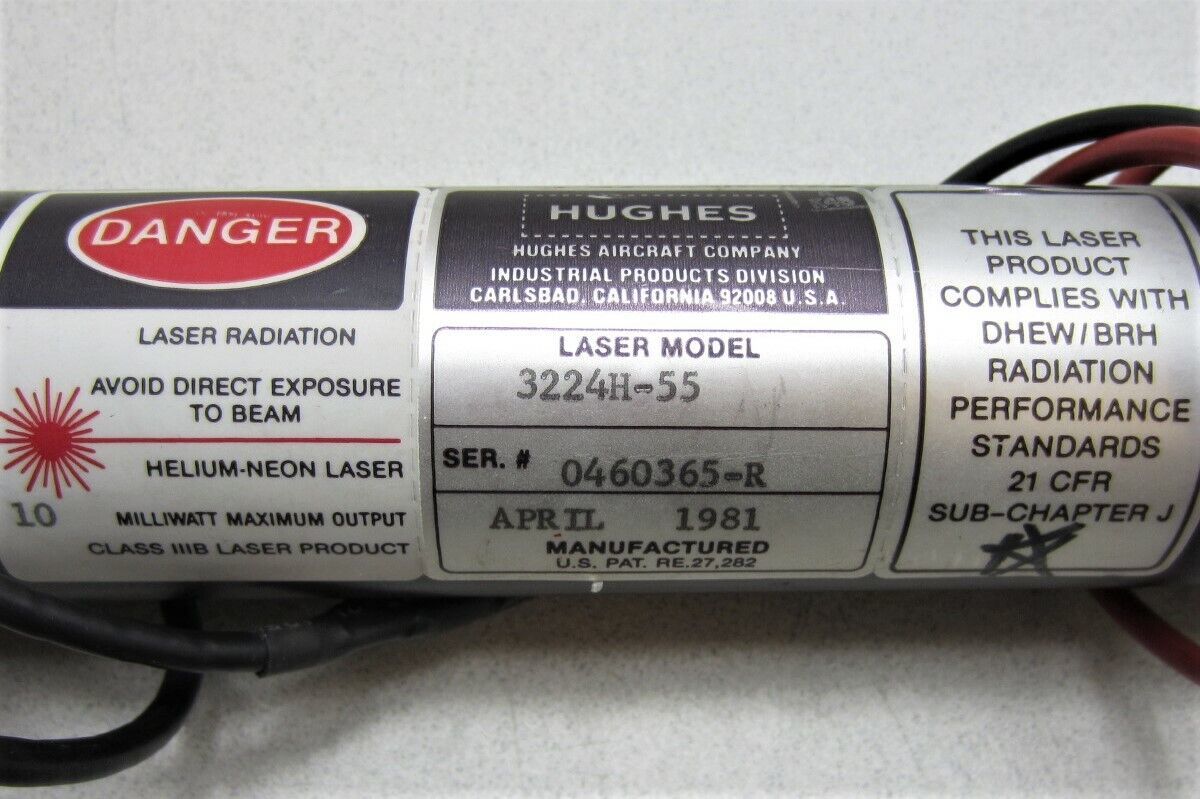 DANGER
LASER RADIATION
AVOID DIRECT EXPOSURE
TO BEAM
HELIUM-NEON LASER
10 MILLIWATT MAXIMUM OUTPUT
CLASS IIIB LASER PRODUCT
HUGHES
HUGHES AIRCRAFT COMPANY
INDUSTRIAL PRODUCTS DIVISION
CARLSBAD, CALIFORNIA 92008 U.S.A.
LASER MODEL
3224H-55
SER. # 0460365-R
APRIL 1981
MANUFACTURED
U.S. PAT. RE.27,282
THIS LASER
PRODUCT
COMPLIES WITH
DHEW/BRH
RADIATION
PERFORMANCE
STANDARDS
21 CFR
SUB-CHAPTER J